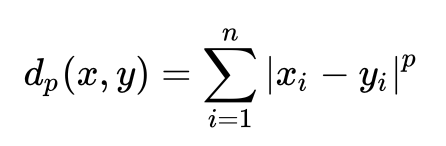 d_p(x, y) = \sum_{i=1}^{n} |x_i - y_i|^p